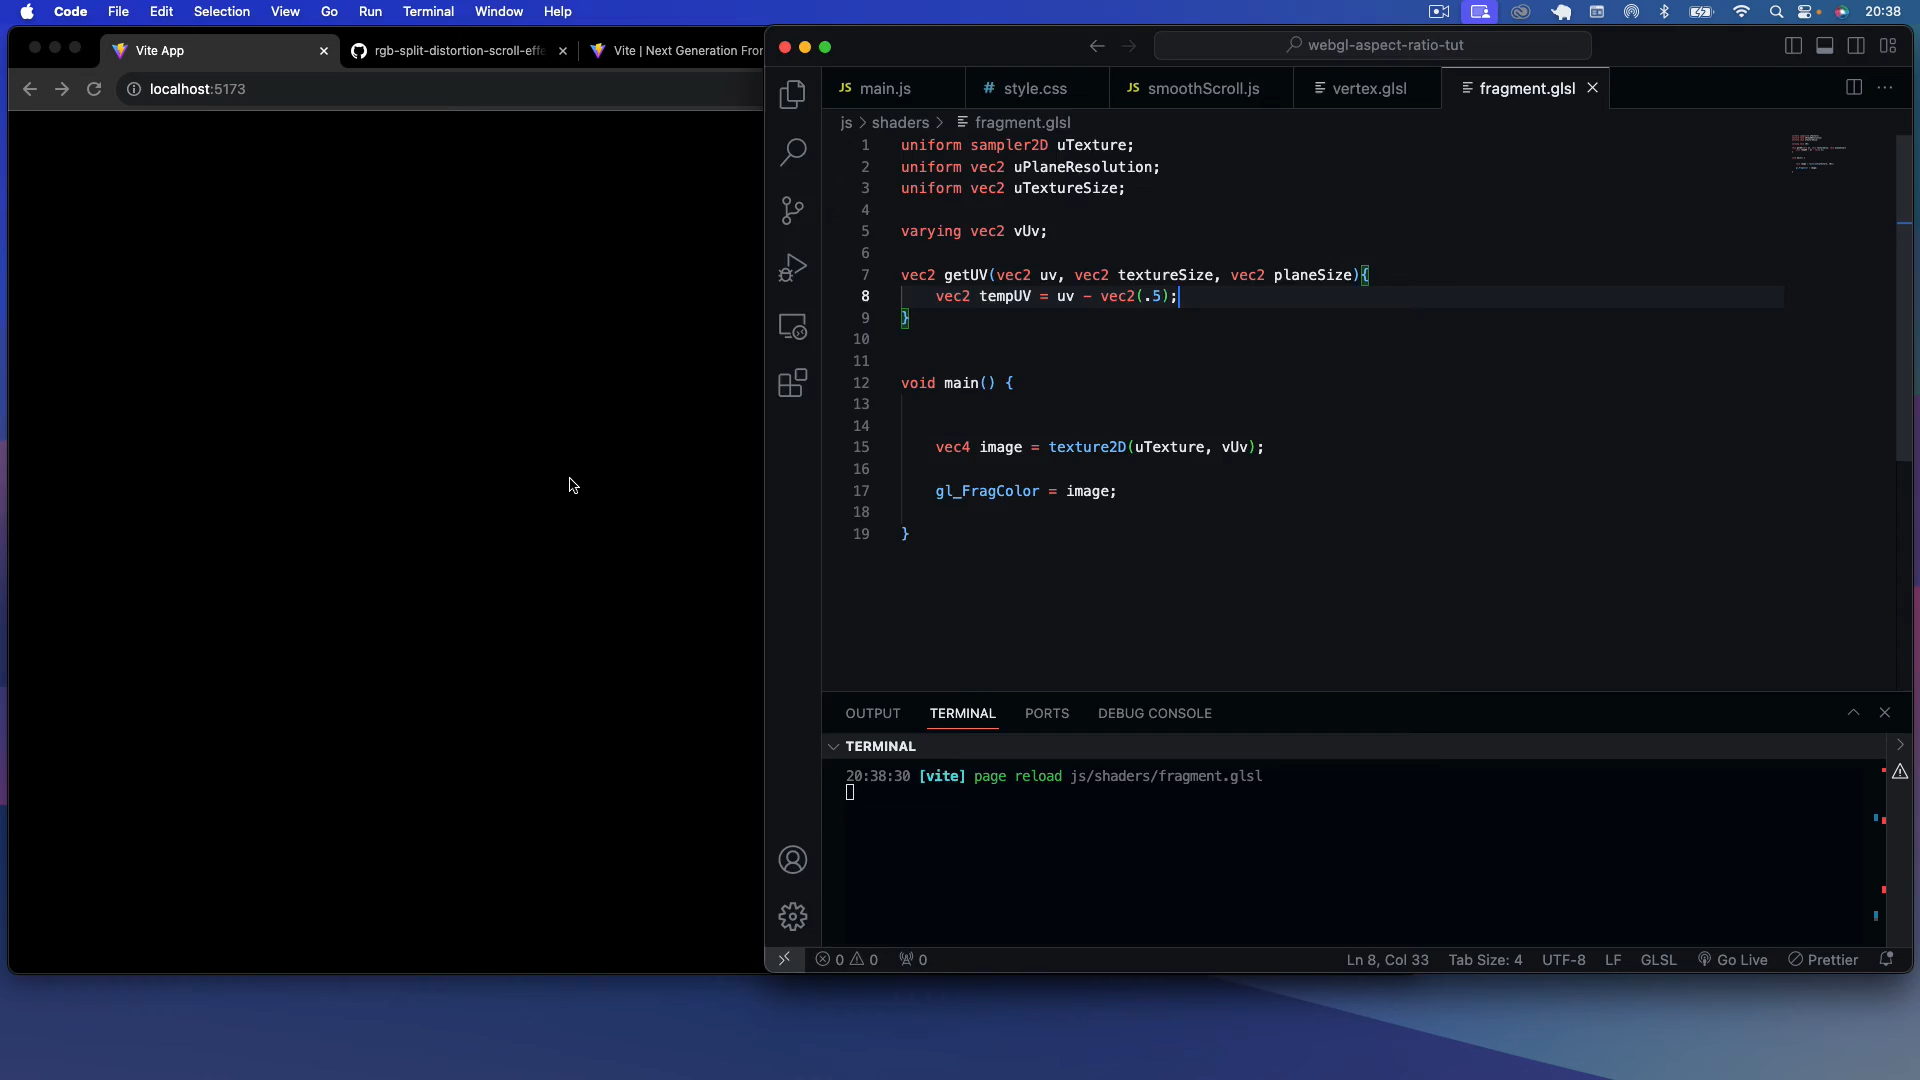 Code File Edit Selection View Go Run Terminal Window Help 20:38
Vite App rgb-split-distortion-scroll-effe Vite | Next Generation Fron
localhost:5173
webgl-aspect-ratio-tut
JS main.js # style.css JS smoothScroll.js vertex.glsl fragment.glsl
js > shaders > fragment.glsl
1 uniform sampler2D uTexture;
2 uniform vec2 uPlaneResolution;
3 uniform vec2 uTextureSize;
4
5 varying vec2 vUv;
6
7 vec2 getUV(vec2 uv, vec2 textureSize, vec2 planeSize){
8 vec2 tempUV = uv - vec2(.5);
9 }
10
11
12 void main() {
13
14
15 vec4 image = texture2D(uTexture, vUv);
16
17 gl_FragColor = image;
18
19 }
OUTPUT TERMINAL PORTS DEBUG CONSOLE
TERMINAL
20:38:30 [vite] page reload js/shaders/fragment.glsl
0 0 0 Ln 8, Col 33 Tab Size: 4 UTF-8 LF GLSL Go Live Prettier